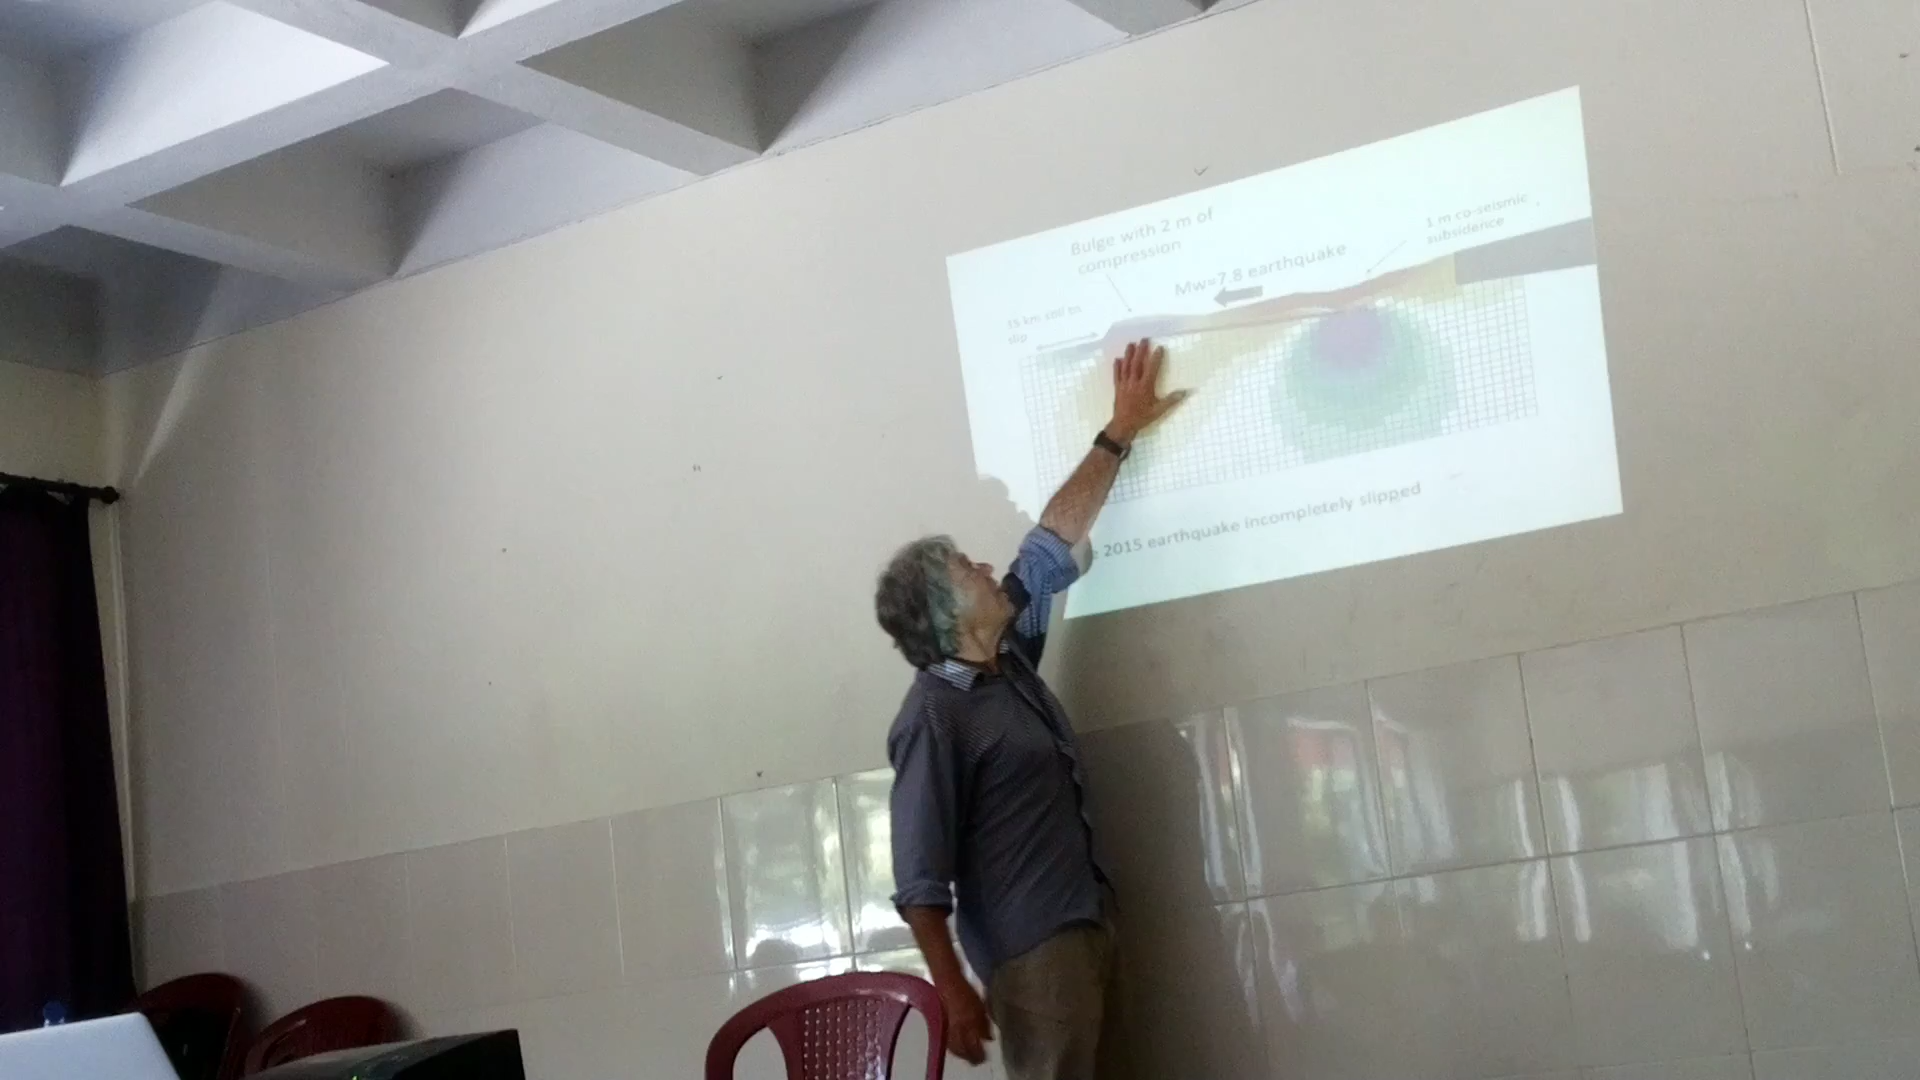 Bulge with 2 m of
compression
1 m co-seismic
subsidence
Mw=7.8 earthquake
15 km still to
slip
2015 earthquake incompletely slipped